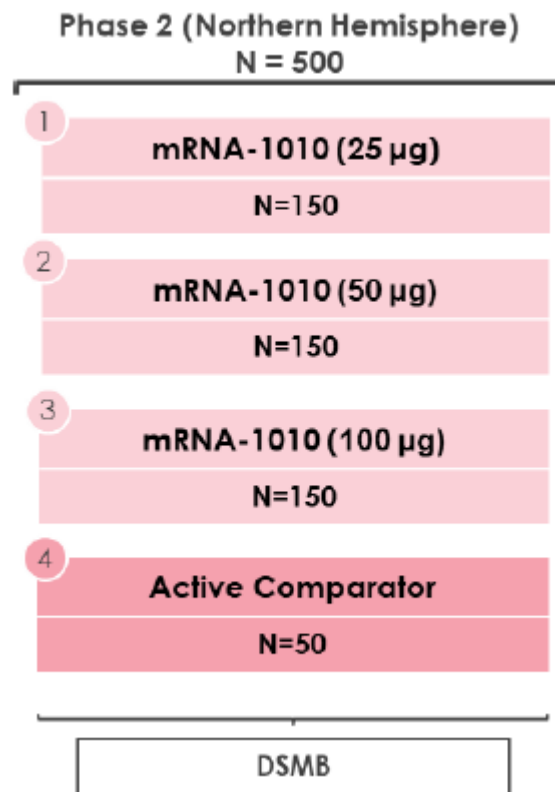 Phase 2 (Northern Hemisphere)
N = 500
1
mRNA-1010 (25 µg)
N=150
2
mRNA-1010 (50 µg)
N=150
3
mRNA-1010 (100 µg)
N=150
4
Active Comparator
N=50
DSMB